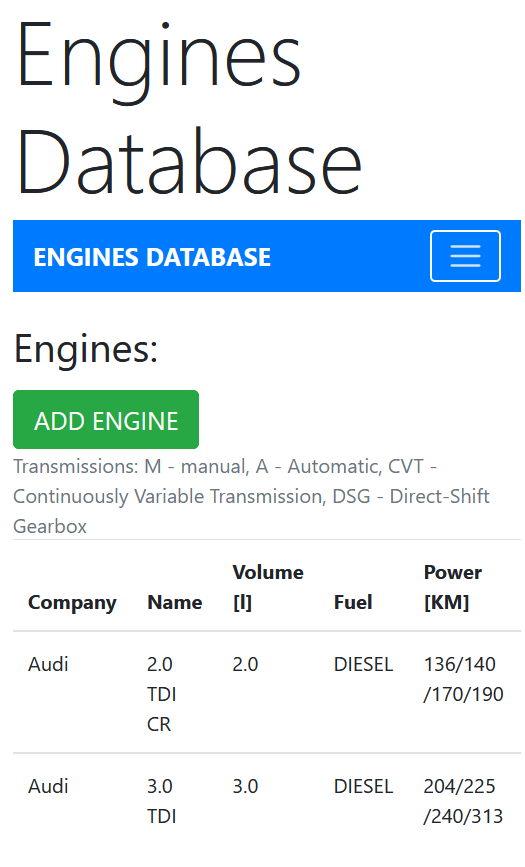 Engines
Database
ENGINES DATABASE
Engines:
ADD ENGINE
Transmissions: M - manual, A - Automatic, CVT -
Continuously Variable Transmission, DSG - Direct-Shift
Gearbox
Company Name Volume [l] Fuel Power [KM]
Audi 2.0 TDI CR 2.0 DIESEL 136/140/170/190
Audi 3.0 TDI 3.0 DIESEL 204/225/240/313